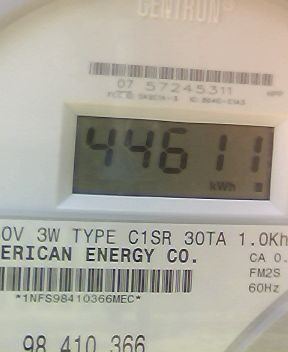 CENTRON®
07 57245311
44611
kWh
0V 3W TYPE C1SR 30TA 1.0Kh
ERICAN ENERGY CO.
CA 0.
FM2S
*1NFS98410366MEC*
60Hz
98 410 366